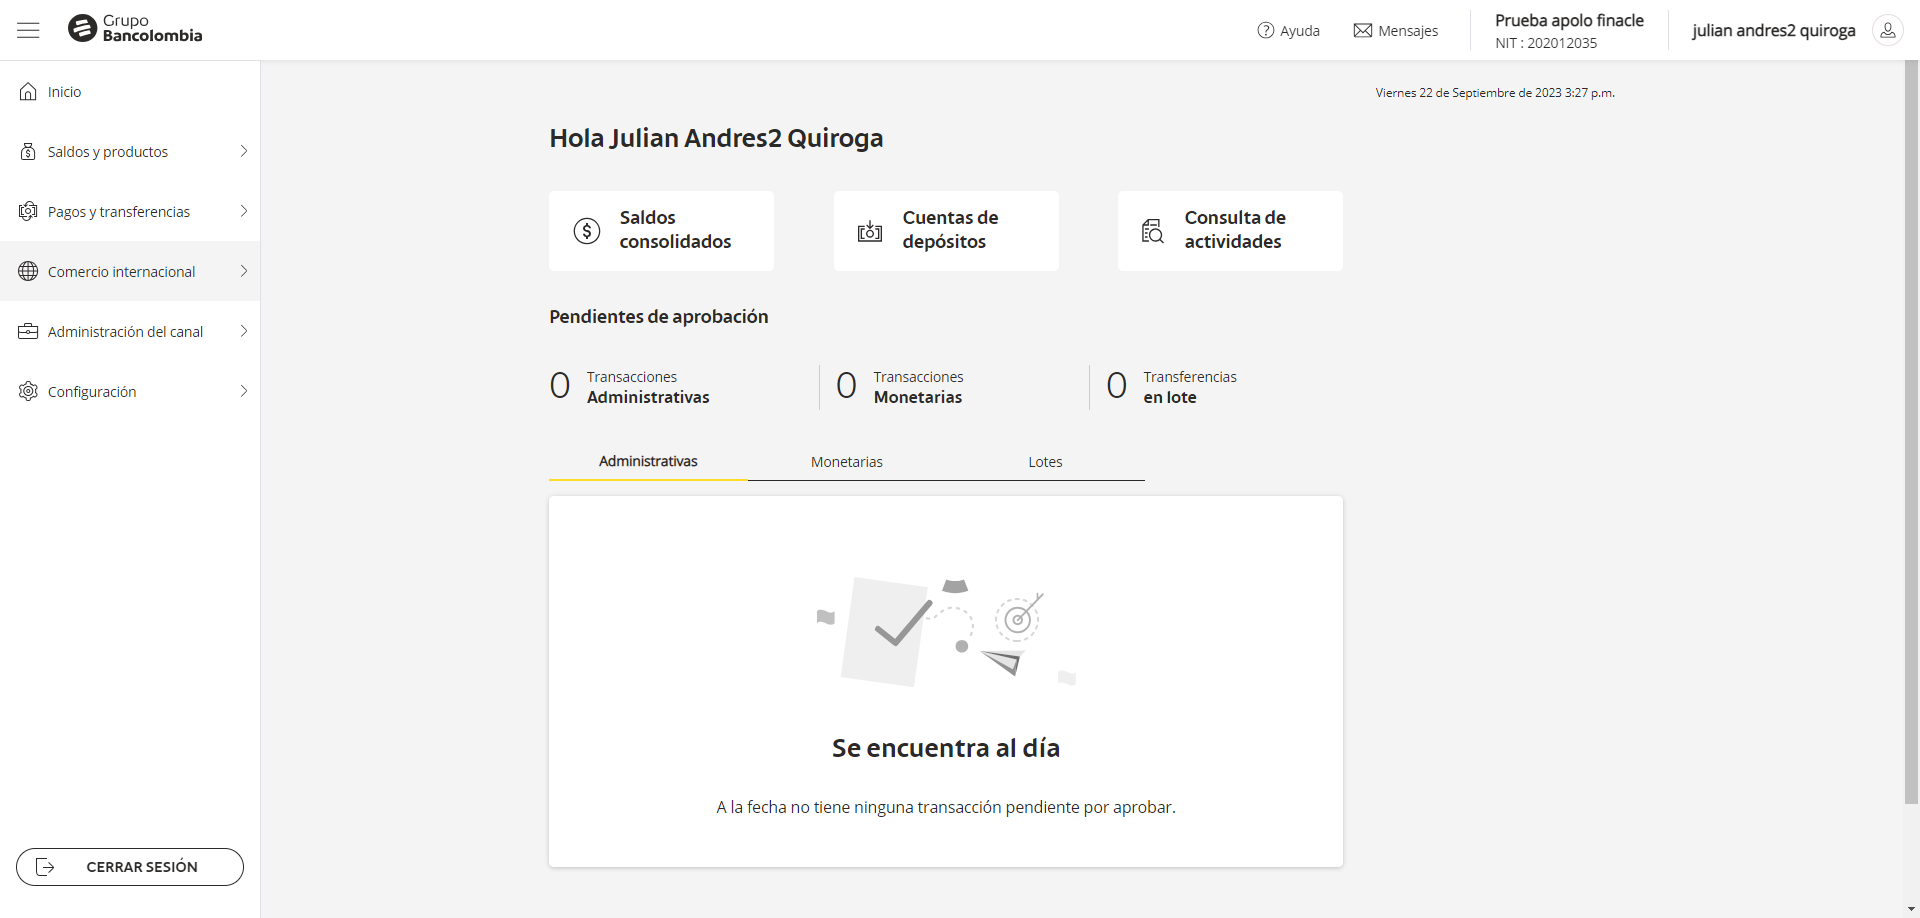 Grupo
Bancolombia
Ayuda
Mensajes
Prueba apolo finacle
NIT : 202012035
julian andres2 quiroga
Inicio
Saldos y productos
Pagos y transferencias
Comercio internacional
Administración del canal
Configuración
CERRAR SESIÓN
Viernes 22 de Septiembre de 2023 3:27 p.m.
Hola Julian Andres2 Quiroga
Saldos
consolidados
Cuentas de
depósitos
Consulta de
actividades
Pendientes de aprobación
0 Transacciones
Administrativas
0 Transacciones
Monetarias
0 Transferencias
en lote
Administrativas Monetarias Lotes
Se encuentra al día
A la fecha no tiene ninguna transacción pendiente por aprobar.